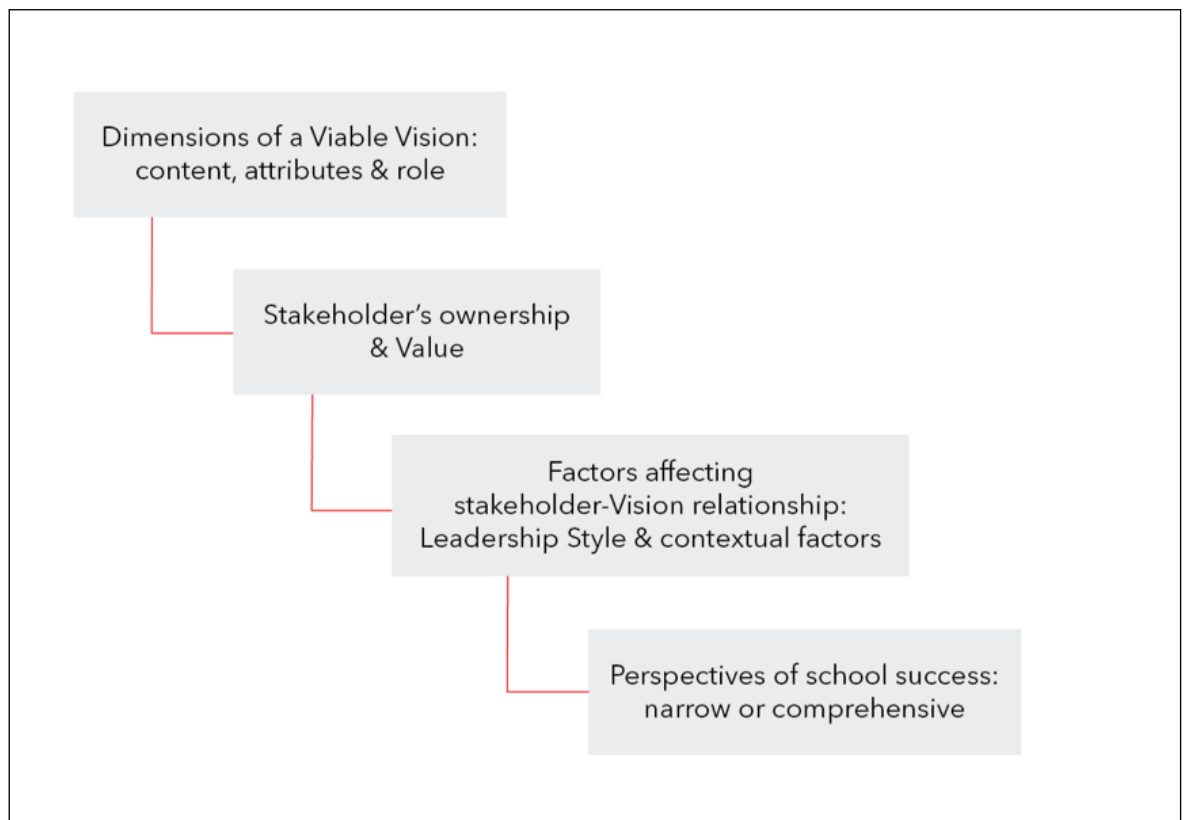 Dimensions of a Viable Vision:
content, attributes & role
Stakeholder’s ownership
& Value
Factors affecting
stakeholder-Vision relationship:
Leadership Style & contextual factors
Perspectives of school success:
narrow or comprehensive